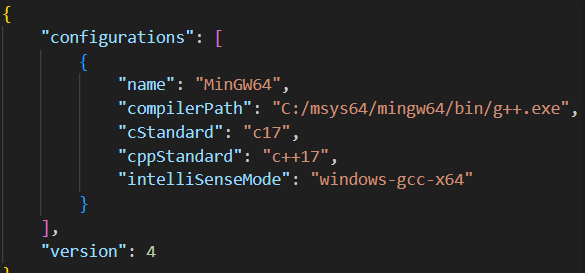 {
"configurations": [
{
"name": "MinGW64",
"compilerPath": "C:/msys64/mingw64/bin/g++.exe",
"cStandard": "c17",
"cppStandard": "c++17",
"intelliSenseMode": "windows-gcc-x64"
}
],
"version": 4
}